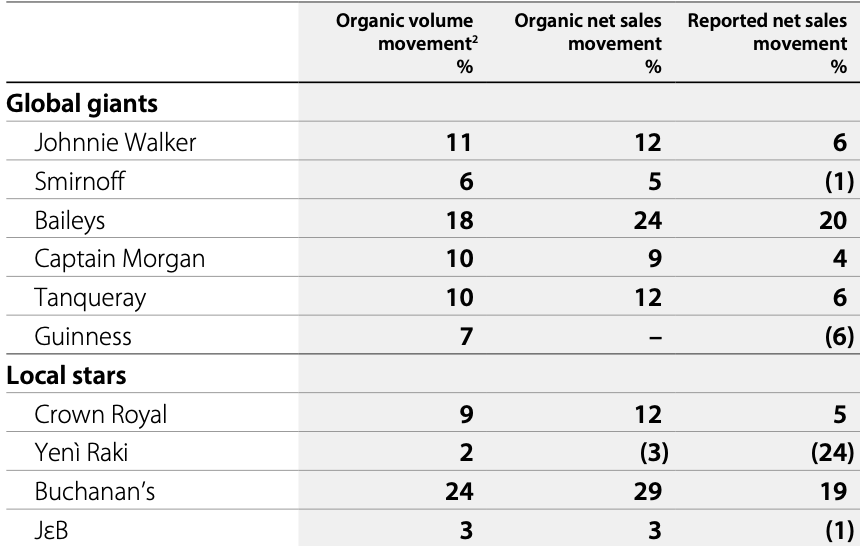 Organic volume movement² % Organic net sales movement % Reported net sales movement %
Global giants
Johnnie Walker 11 12 6
Smirnoff 6 5 (1)
Baileys 18 24 20
Captain Morgan 10 9 4
Tanqueray 10 12 6
Guinness 7 – (6)
Local stars
Crown Royal 9 12 5
Yenì Raki 2 (3) (24)
Buchanan’s 24 29 19
JεB 3 3 (1)